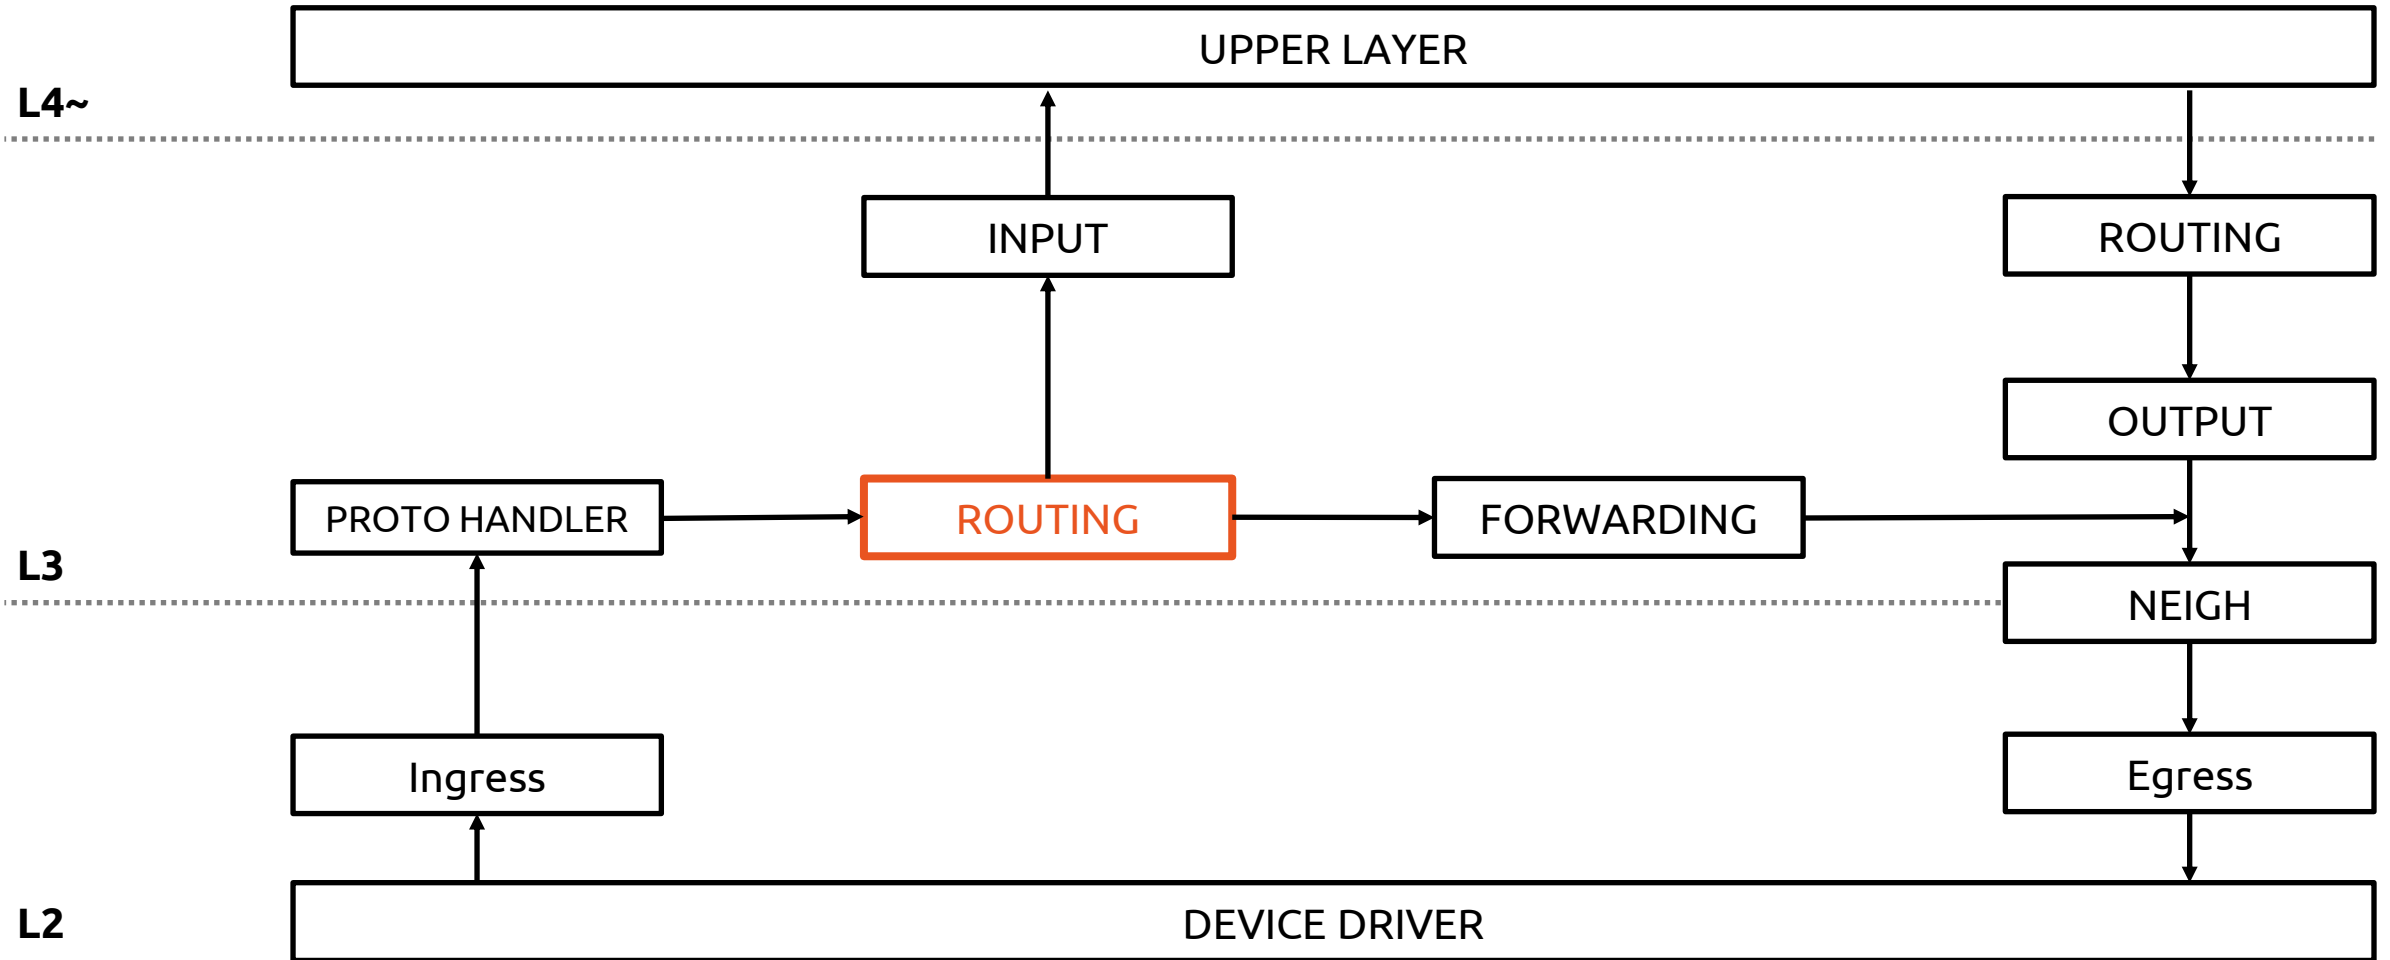 UPPER LAYER
L4~
INPUT
ROUTING
OUTPUT
PROTO HANDLER
ROUTING
FORWARDING
L3
NEIGH
Ingress
Egress
L2
DEVICE DRIVER